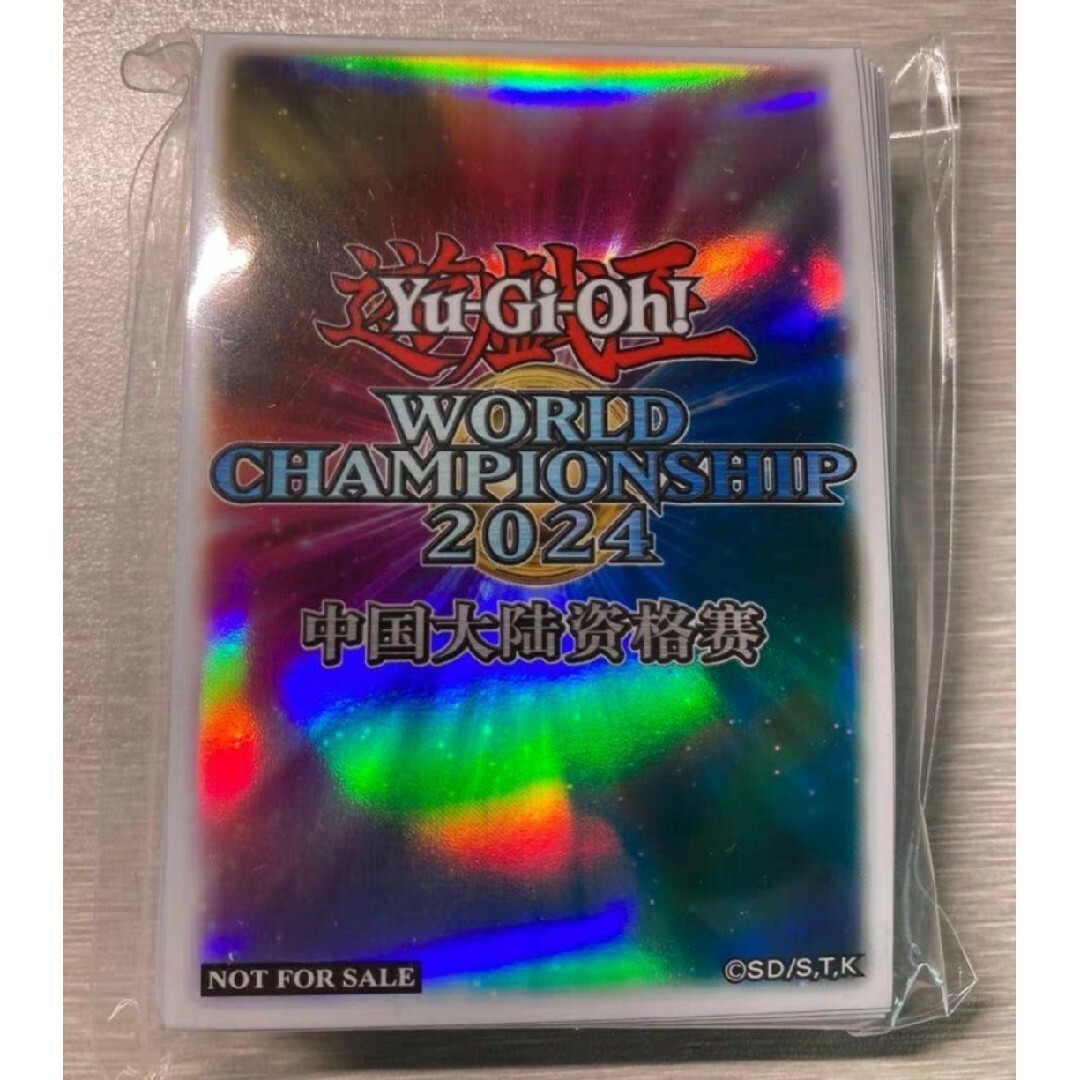 遊戯王
Yu-Gi-Oh!
WORLD
CHAMPIONSHIP
2024
中国大陆资格赛
NOT FOR SALE
©SD/S,T,K